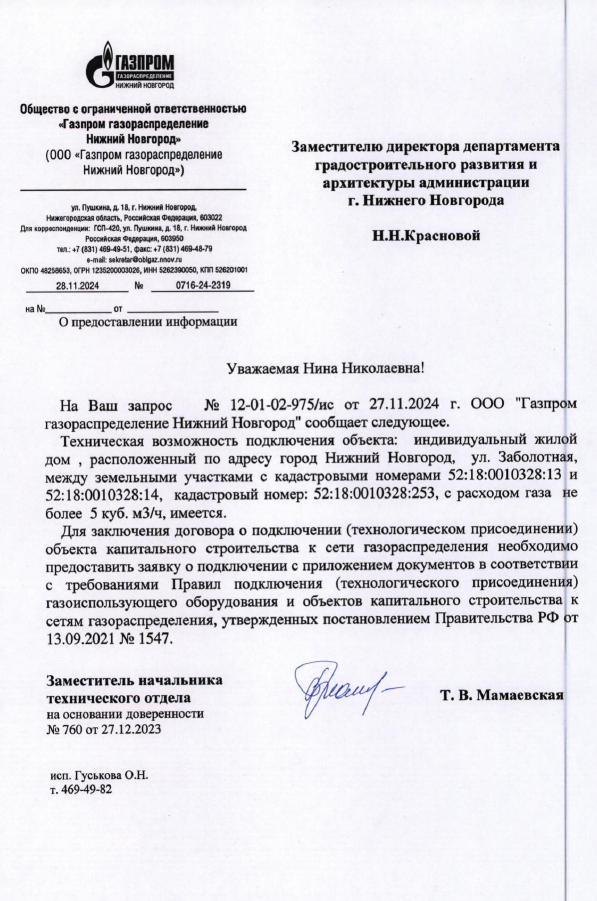 ГАЗПРОМ
ГАЗОРАСПРЕДЕЛЕНИЕ
НИЖНИЙ НОВГОРОД
Общество с ограниченной ответственностью
«Газпром газораспределение
Нижний Новгород»
(ООО «Газпром газораспределение
Нижний Новгород»)
ул. Пушкина, д. 18, г. Нижний Новгород,
Нижегородская область, Российская Федерация, 603022
Для корреспонденции: ГСП-420, ул. Пушкина, д. 18, г. Нижний Новгород
Российская Федерация, 603950
тел.: +7 (831) 469-49-51, факс: +7 (831) 469-48-79
e-mail: sekretar@oblgaz.nnov.ru
ОКПО 48258653, ОГРН 1235200003026, ИНН 5262390050, КПП 526201001
28.11.2024 № 0716-24-2319
на №____________ от ____________
О предоставлении информации
Заместителю директора департамента
градостроительного развития и
архитектуры администрации
г. Нижнего Новгорода
Н.Н.Красновой
Уважаемая Нина Николаевна!
На Ваш запрос № 12-01-02-975/ис от 27.11.2024 г. ООО "Газпром
газораспределение Нижний Новгород" сообщает следующее.
Техническая возможность подключения объекта: индивидуальный жилой
дом , расположенный по адресу город Нижний Новгород, ул. Заболотная,
между земельными участками с кадастровыми номерами 52:18:0010328:13 и
52:18:0010328:14, кадастровый номер: 52:18:0010328:253, с расходом газа не
более 5 куб. м3/ч, имеется.
Для заключения договора о подключении (технологическом присоединении)
объекта капитального строительства к сети газораспределения необходимо
предоставить заявку о подключении с приложением документов в соответствии
с требованиями Правил подключения (технологического присоединения)
газоиспользующего оборудования и объектов капитального строительства к
сетям газораспределения, утвержденных постановлением Правительства РФ от
13.09.2021 № 1547.
Заместитель начальника
технического отдела
на основании доверенности
№ 760 от 27.12.2023
Т. В. Мамаевская
исп. Гуськова О.Н.
т. 469-49-82